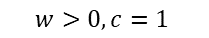 w > 0, c = 1